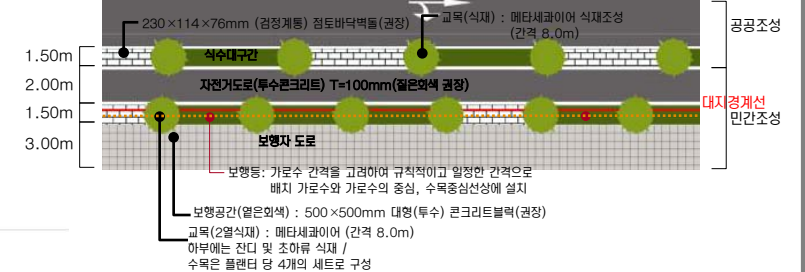 230×114×76mm (검정계통) 점토바닥벽돌(권장)
교목(식재) : 메타세콰이어 식재조성
(간격 8.0m)
공공조성
1.50m
식수대구간
2.00m
자전거도로(투수콘크리트) T=100mm(짙은회색 권장)
대지경계선
1.50m
민간조성
3.00m
보행자 도로
보행등: 가로수 간격을 고려하여 규칙적이고 일정한 간격으로
배치 가로수와 가로수의 중심, 수목중심선상에 설치
보행공간(옅은회색) : 500×500mm 대형(투수) 콘크리트블럭(권장)
교목(2열식재) : 메타세콰이어 (간격 8.0m)
하부에는 잔디 및 초하류 식재 /
수목은 플랜터 당 4개의 세트로 구성